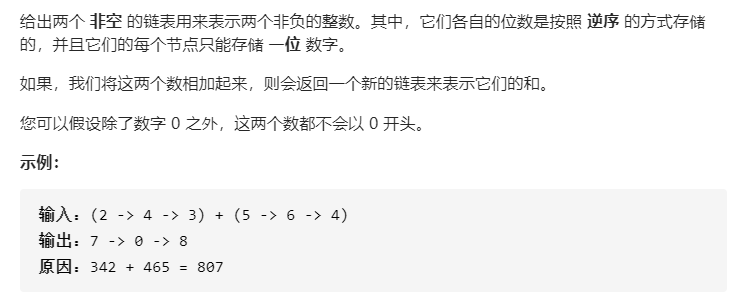 给出两个 非空 的链表用来表示两个非负的整数。其中，它们各自的位数是按照 逆序 的方式存储
的，并且它们的每个节点只能存储 一位 数字。
如果，我们将这两个数相加起来，则会返回一个新的链表来表示它们的和。
您可以假设除了数字 0 之外，这两个数都不会以 0 开头。
示例：
输入：(2 -> 4 -> 3) + (5 -> 6 -> 4)
输出：7 -> 0 -> 8
原因：342 + 465 = 807